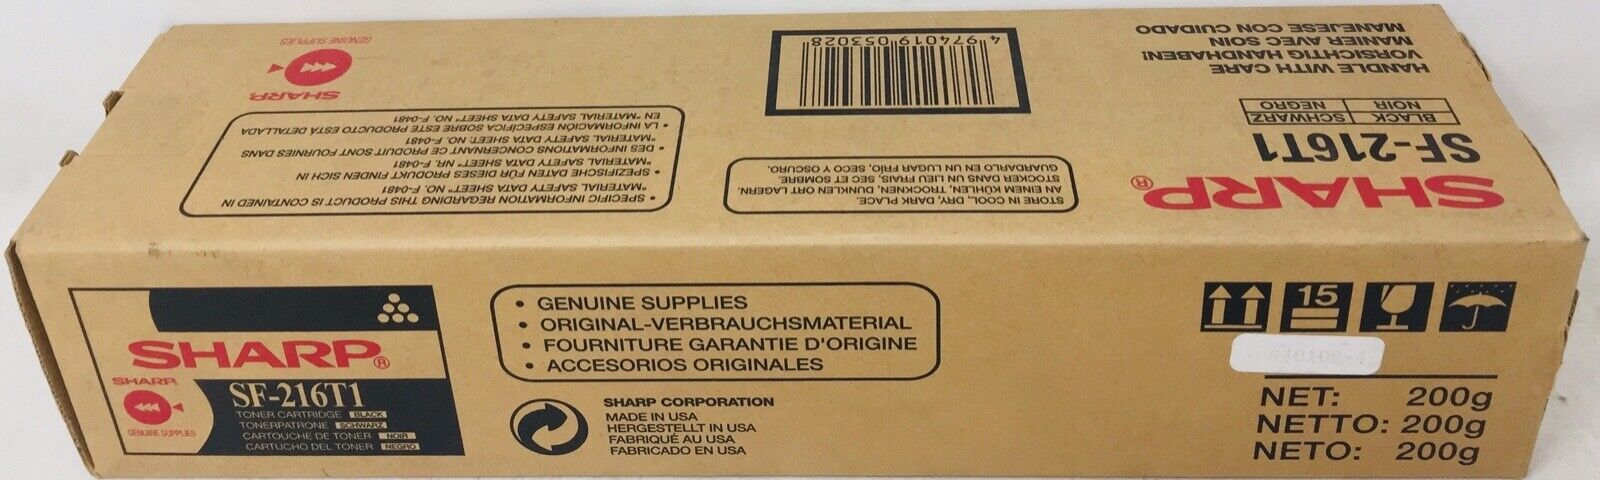 SHARP®
SF-216T1
BLACK SCHWARZ
NOIR NEGRO
HANDLE WITH CARE
VORSICHTIG HANDHABEN!
MANIER AVEC SOIN
MANEJESE CON CUIDADO
STORE IN COOL, DRY, DARK PLACE.
AN EINEM KÜHLEN, TROCKNEN, DUNKLEN ORT LAGERN.
STOCKER DANS UN LIEU FRAIS, SEC ET SOMBRE.
GUARDARLO EN UN LUGAR FRIO, SECO Y OSCURO.
4 974019 053028
• SPECIFIC INFORMATION REGARDING THIS PRODUCT IS CONTAINED IN
"MATERIAL SAFETY DATA SHEET" NO. F-0481
• SPEZIFISCHE DATEN FÜR DIESES PRODUKT FINDEN SICH IN
"MATERIAL SAFETY DATA SHEET" NR. F-0481
• DES INFORMATIONS CONCERNANT CE PRODUIT SONT FOURNIES DANS
"MATERIAL SAFETY DATA SHEET" NO. F-0481
• LA INFORMACIÓN ESPECÍFICA SOBRE ESTE PRODUCTO ESTÁ DETALLADA
EN "MATERIAL SAFETY DATA SHEET" NO. F-0481
SHARP
GENUINE SUPPLIES
SHARP®
SHARP
GENUINE SUPPLIES
SF-216T1
TONER CARTRIDGE BLACK
TONERPATRONE SCHWARZ
CARTOUCHE DE TONER NOIR
CARTUCHO DEL TONER NEGRO
• GENUINE SUPPLIES
• ORIGINAL-VERBRAUCHSMATERIAL
• FOURNITURE GARANTIE D'ORIGINE
• ACCESORIOS ORIGINALES
SHARP CORPORATION
MADE IN USA
HERGESTELLT IN USA
FABRIQUÉ AU USA
FABRICADO EN USA
15
NET: 200g
NETTO: 200g
NETO: 200g